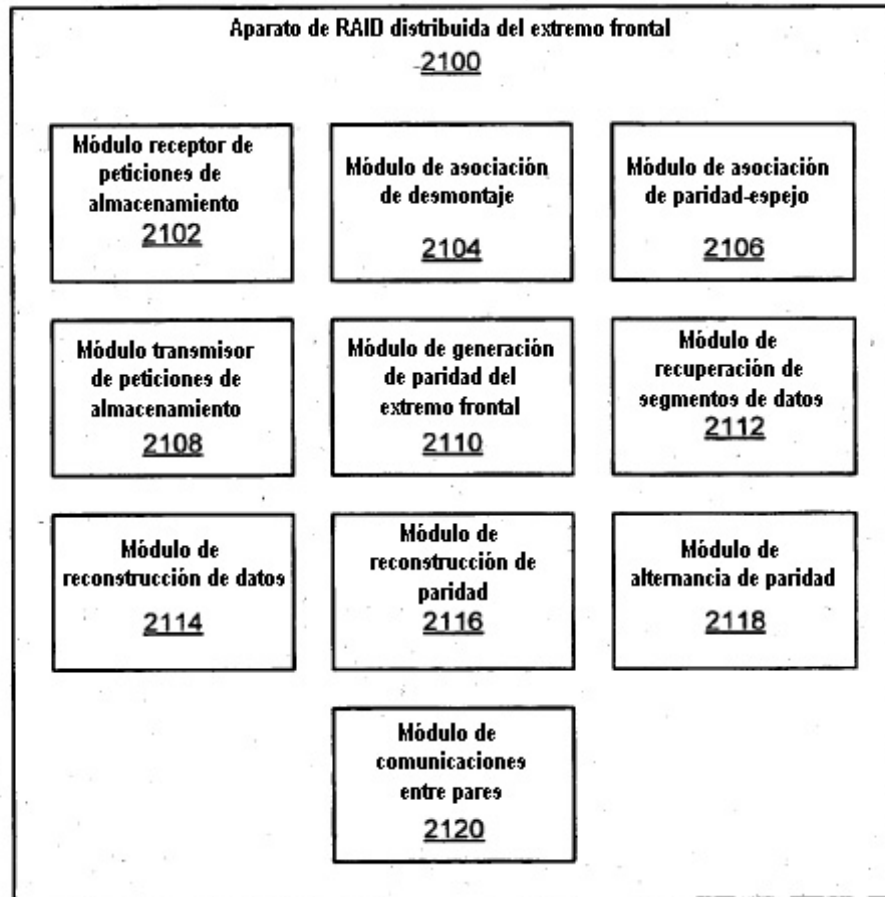 Aparato de RAID distribuida del extremo frontal
2100
Módulo receptor de
peticiones de
almacenamiento
2102
Módulo de asociación
de desmontaje
2104
Módulo de asociación
de paridad-espejo
2106
Módulo transmisor
de peticiones de
almacenamiento
2108
Módulo de generación
de paridad del
extremo frontal
2110
Módulo de
recuperación de
segmentos de datos
2112
Módulo de
reconstrucción de datos
2114
Módulo de
reconstrucción de
paridad
2116
Módulo de
alternancia de paridad
2118
Módulo de
comunicaciones
entre pares
2120